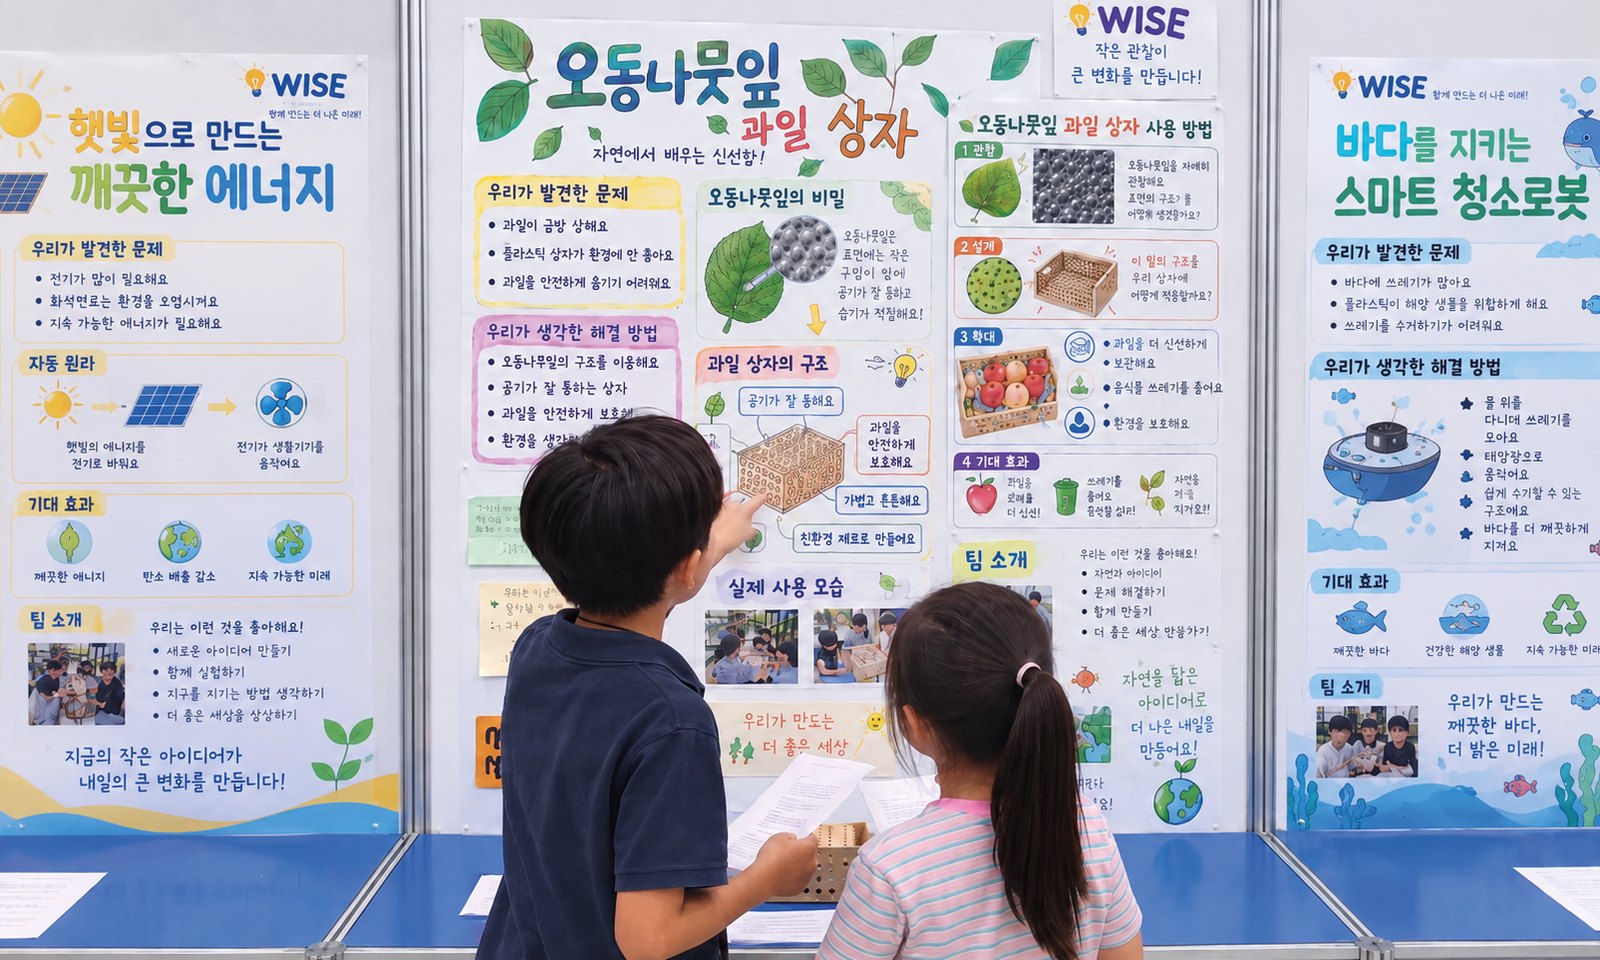 WISE
함께 만드는 더 나은 미래!
햇빛으로 만드는
깨끗한 에너지
우리가 발견한 문제
• 전기가 많이 필요해요
• 화석면료는 환경을 오염시저요
• 지속 가능한 에너지가 필요해요
자동 원라
햇빛의 에너지를
전기로 바뀌요
전기가 생활기기를
움작여요
기대 효과
깨끗한 에너지
탄소 배출 감소
지속 가능한 미래
팀 소개
우리는 이런 것을 좋아해요!
• 새로운 아이디어 만들기
• 함께 실험하기
• 지구를 지기는 방법 생각하기
• 더 좋은 세상을 상상하기
지금의 작은 아이디어가
내일의 큰 변화를 만듭니다!
오동나뭇잎
과일 상자
자연에서 배우는 신선함!
우리가 발견한 문제
• 과일이 금방 상해요
• 플라스틱 상자가 환경에 안 좋아요
• 과일을 안전하게 옮기기 어려워요
우리가 생각한 해결 방법
• 오동나무일의 구조를 이용해요
• 공기가 잘 통하는 상자
• 과일을 안전하게 보호해
• 환경을 생각
오동나뭇잎의 비밀
오동나뭇일은
표면에는 작은
구임이 일에
공기가 잘 통하고
습기가 적절해요!
과일 상자의 구조
공기가 잘 통해요
과일을
안전하게
보호해요
가볍고 튼튼해요
친환경 재료로 만들어요
실제 사용 모습
우리가 만드는
더 좋은 세상
WISE
작은 관찰이
큰 변화를 만듭니다!
오동나뭇잎 과일 상자 사용 방법
1 관찰
오동나뭇잎을 자세히
관찰해요
표면의 구조가 를
어떻게 생겼을까요?
2 설계
이 일의 구조를
우리 상자에
어떻게 적용할까요?
3 확대
• 과일을 더 신선하게
• 보관해요
• 음식물 쓰레기를 줄여요
• 환경을 보호해요
4 기대 효과
과일을
더 신선!
쓰레기를
줄여요
자연을
지켜요!
팀 소개
우리는 이런 것을 좋아해요!
• 자연과 아이디이
• 문제 해결하기
• 함게 만들기
• 더 좋은 세상 만들기!
자연을 닮은
아이디어로
더 나은 내일을
만들어요!
WISE
함께 만드는 더 나은 미래!
바다를 지키는
스마트 청소로봇
우리가 발견한 문제
• 바다에 쓰레기가 많아요
• 플라스틱이 해양 생물을 위협하게 해요
• 쓰레기를 수거하기가 어려워요
우리가 생각한 해결 방법
물 위를
다니대 쓰레기를
모아요
태양광으로
움작여요
쉽게 수기할 수 있는
구조애요
바다를 더 깨끗하게
지져요
기대 효과
깨끗한 바다
건강한 해양 생물
지속 가능한 미래
팀 소개
우리가 만드는
깨끗한 바다,
더 밝은 미래!